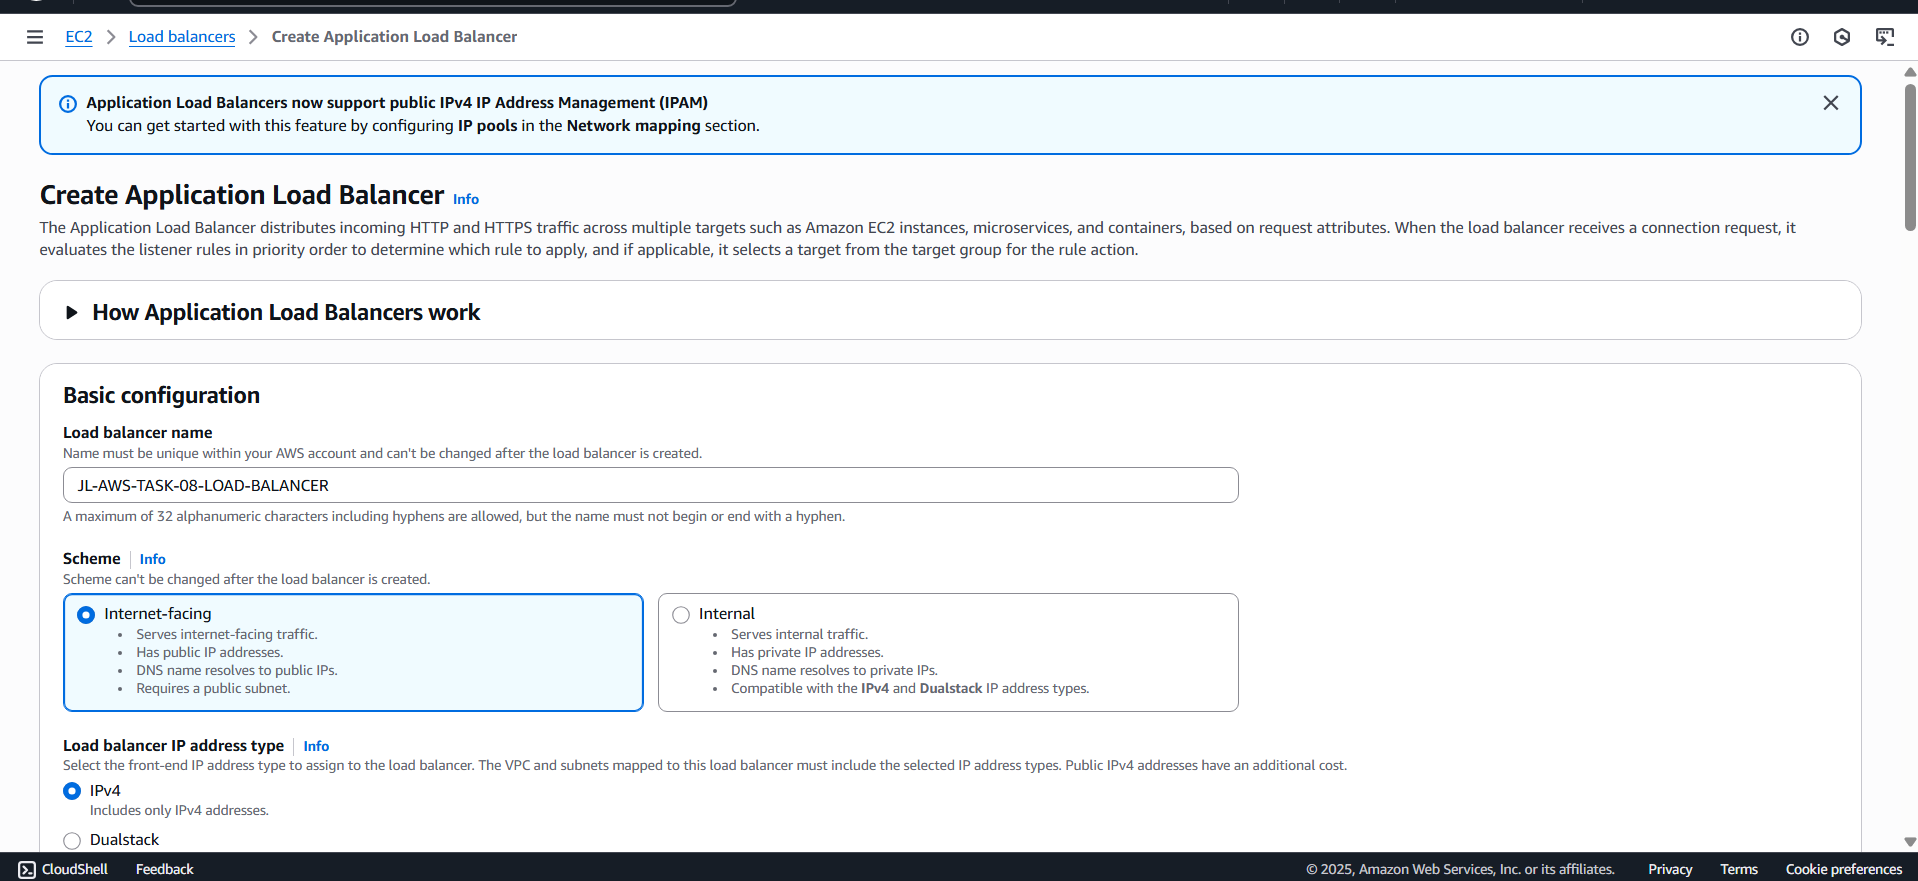 EC2 > Load balancers > Create Application Load Balancer
Application Load Balancers now support public IPv4 IP Address Management (IPAM)
You can get started with this feature by configuring IP pools in the Network mapping section.
Create Application Load Balancer Info
The Application Load Balancer distributes incoming HTTP and HTTPS traffic across multiple targets such as Amazon EC2 instances, microservices, and containers, based on request attributes. When the load balancer receives a connection request, it
evaluates the listener rules in priority order to determine which rule to apply, and if applicable, it selects a target from the target group for the rule action.
How Application Load Balancers work
Basic configuration
Load balancer name
Name must be unique within your AWS account and can't be changed after the load balancer is created.
JL-AWS-TASK-08-LOAD-BALANCER
A maximum of 32 alphanumeric characters including hyphens are allowed, but the name must not begin or end with a hyphen.
Scheme Info
Scheme can't be changed after the load balancer is created.
Internet-facing
• Serves internet-facing traffic.
• Has public IP addresses.
• DNS name resolves to public IPs.
• Requires a public subnet.
Internal
• Serves internal traffic.
• Has private IP addresses.
• DNS name resolves to private IPs.
• Compatible with the IPv4 and Dualstack IP address types.
Load balancer IP address type Info
Select the front-end IP address type to assign to the load balancer. The VPC and subnets mapped to this load balancer must include the selected IP address types. Public IPv4 addresses have an additional cost.
IPv4
Includes only IPv4 addresses.
Dualstack
CloudShell Feedback © 2025, Amazon Web Services, Inc. or its affiliates. Privacy Terms Cookie preferences